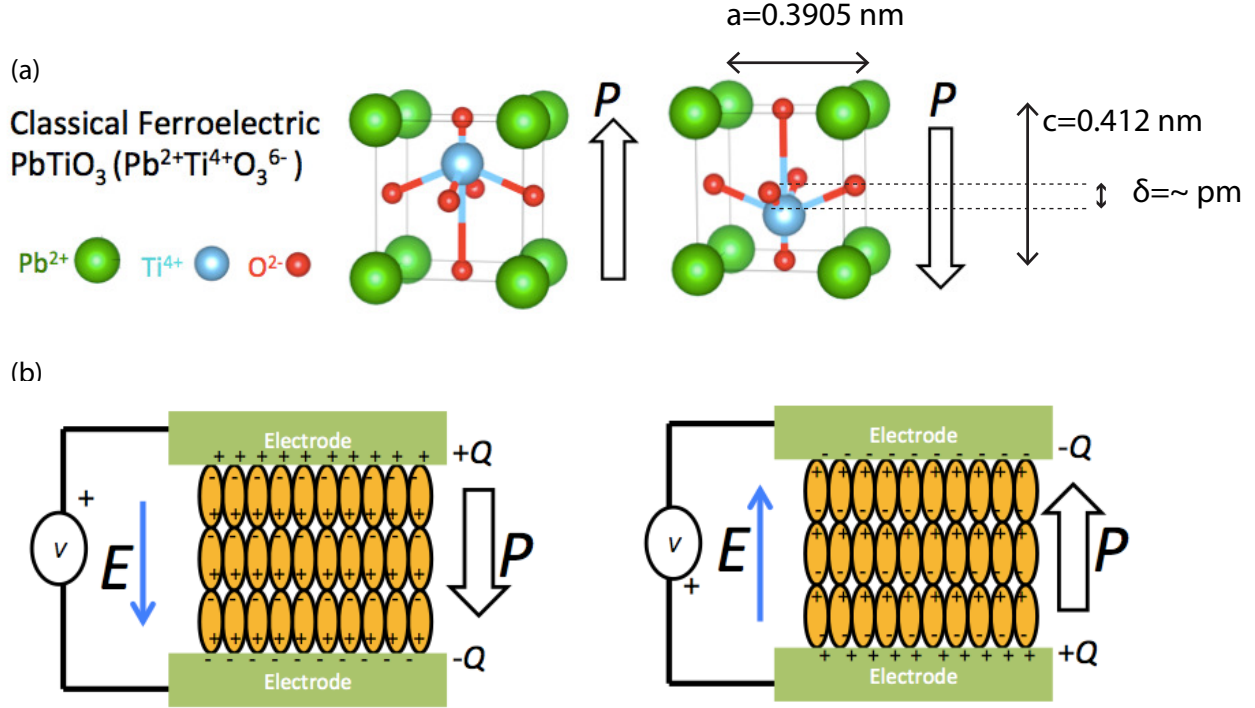 a=0.3905 nm
(a)
Classical Ferroelectric
PbTiO₃ (Pb²⁺Ti⁴⁺O₃⁶⁻)
P
P
c=0.412 nm
δ=~ pm
Pb²⁺
Ti⁴⁺
O²⁻
(b)
Electrode
+ + + + + + + + + +
+Q
+
V
E
P
- - - - - - - - - -
-Q
Electrode
Electrode
- - - - - - - - - -
-Q
V
+
E
P
+ + + + + + + + + +
+Q
Electrode